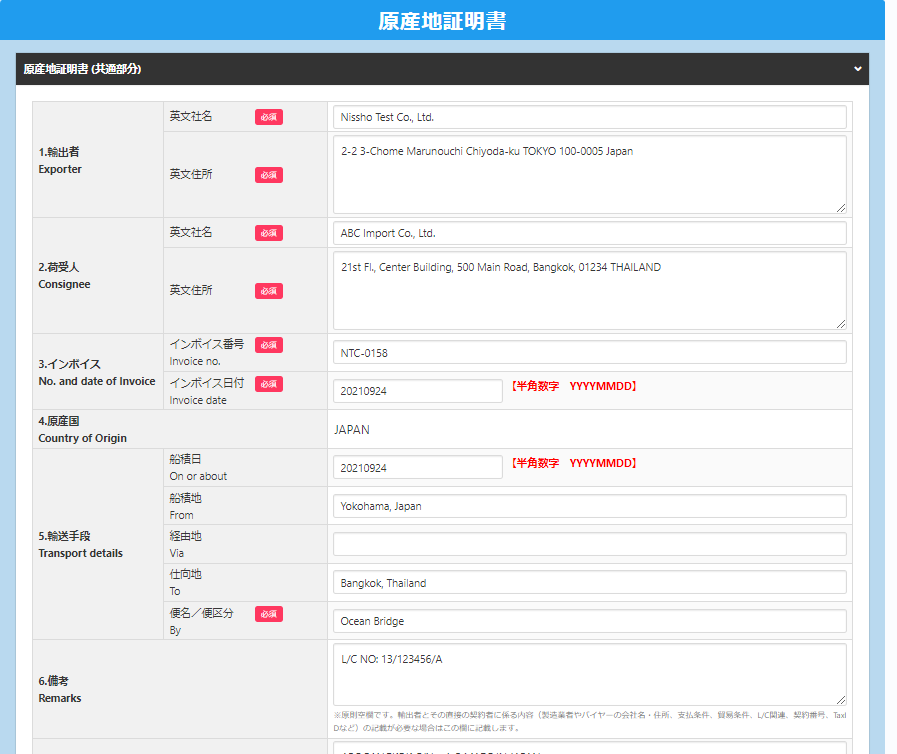 原産地証明書
原産地証明書 (共通部分)
1.輸出者
Exporter
英文社名 必須 Nissho Test Co., Ltd.
英文住所 必須 2-2 3-Chome Marunouchi Chiyoda-ku TOKYO 100-0005 Japan
2.荷受人
Consignee
英文社名 必須 ABC Import Co., Ltd.
英文住所 必須 21st Fl., Center Building, 500 Main Road, Bangkok, 01234 THAILAND
3.インボイス
No. and date of Invoice
インボイス番号 必須
Invoice no.
NTC-0158
インボイス日付 必須
Invoice date
20210924 【半角数字 YYYYMMDD】
4.原産国
Country of Origin
JAPAN
5.輸送手段
Transport details
船積日
On or about
20210924 【半角数字 YYYYMMDD】
船積地
From
Yokohama, Japan
経由地
Via
仕向地
To
Bangkok, Thailand
便名／便区分 必須
By
Ocean Bridge
6.備考
Remarks
L/C NO: 13/123456/A
※原則空欄です。輸出者とその直接の契約者に係る内容（製造業者やバイヤーの会社名・住所、支払条件、貿易条件、L/C関連、契約番号、TaxI
Dなど）の記載が必要な場合はこの欄に記載します。